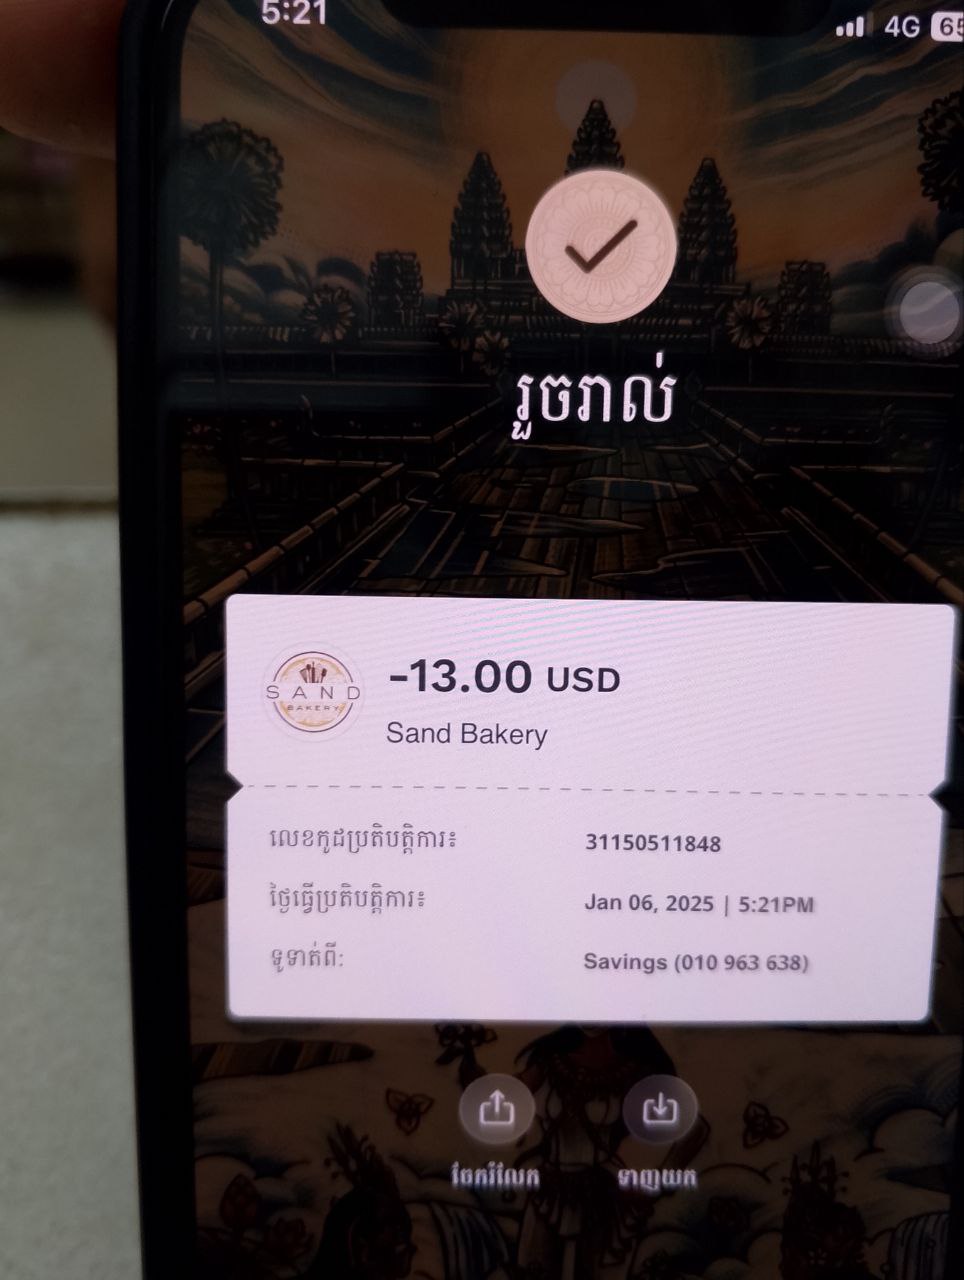 5:21
4G 65
រួចរាល់
SAND
BAKERY
-13.00 USD
Sand Bakery
លេខកូដប្រតិបត្តិការ៖ 31150511848
ថ្ងៃធ្វើប្រតិបត្តិការ៖ Jan 06, 2025 | 5:21PM
ទូទាត់ពី: Savings (010 963 638)
ចែករំលែក ទាញយក